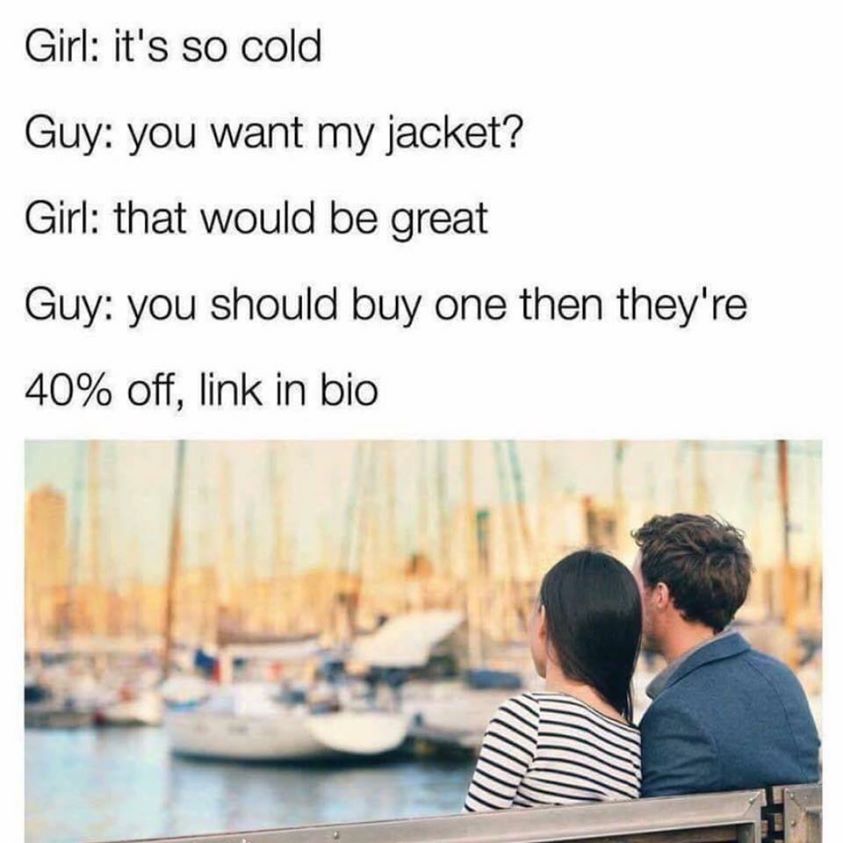 Girl: it's so cold
Guy: you want my jacket?
Girl: that would be great
Guy: you should buy one then they're
40% off, link in bio